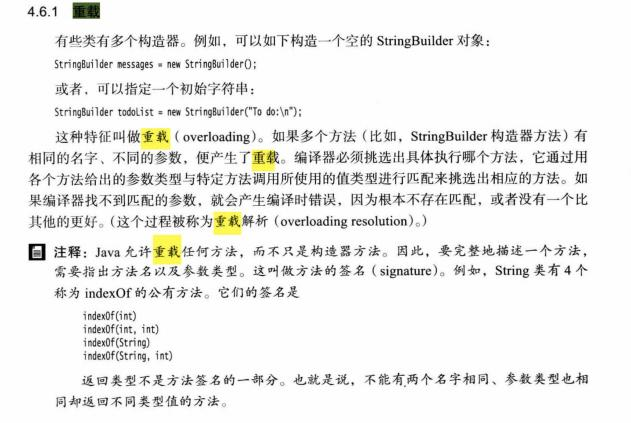 4.6.1 重载
有些类有多个构造器。例如，可以如下构造一个空的 StringBuilder 对象：
StringBuilder messages = new StringBuilder();
或者，可以指定一个初始字符串：
StringBuilder todoList = new StringBuilder("To do:\n");
这种特征叫做重载（overloading）。如果多个方法（比如，StringBuilder 构造器方法）有
相同的名字、不同的参数，便产生了重载。编译器必须挑选出具体执行哪个方法，它通过用
各个方法给出的参数类型与特定方法调用所使用的值类型进行匹配来挑选出相应的方法。如
果编译器找不到匹配的参数，就会产生编译时错误，因为根本不存在匹配，或者没有一个比
其他的更好。（这个过程被称为重载解析（overloading resolution）。）
注释：Java 允许重载任何方法，而不只是构造器方法。因此，要完整地描述一个方法，
需要指出方法名以及参数类型。这叫做方法的签名（signature）。例如，String 类有 4 个
称为 indexOf 的公有方法。它们的签名是
indexOf(int)
indexOf(int, int)
indexOf(String)
indexOf(String, int)
返回类型不是方法签名的一部分。也就是说，不能有两个名字相同、参数类型也相
同却返回不同类型值的方法。